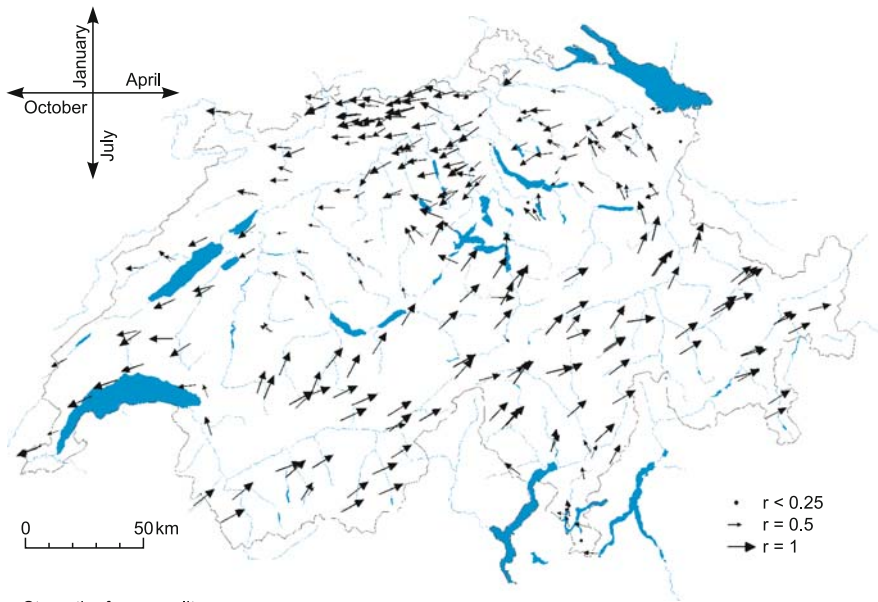 January
April
October
July
0 50 km
r < 0.25
r = 0.5
r = 1